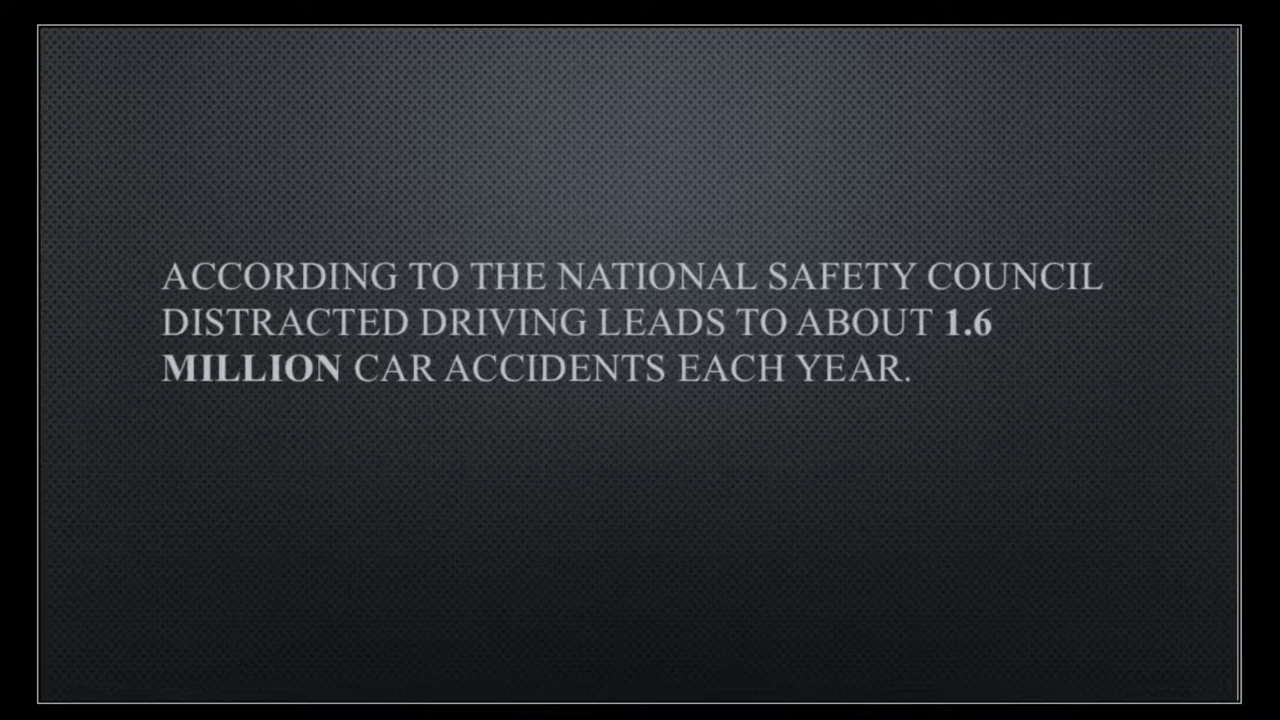 ACCORDING TO THE NATIONAL SAFETY COUNCIL
DISTRACTED DRIVING LEADS TO ABOUT 1.6
MILLION CAR ACCIDENTS EACH YEAR.